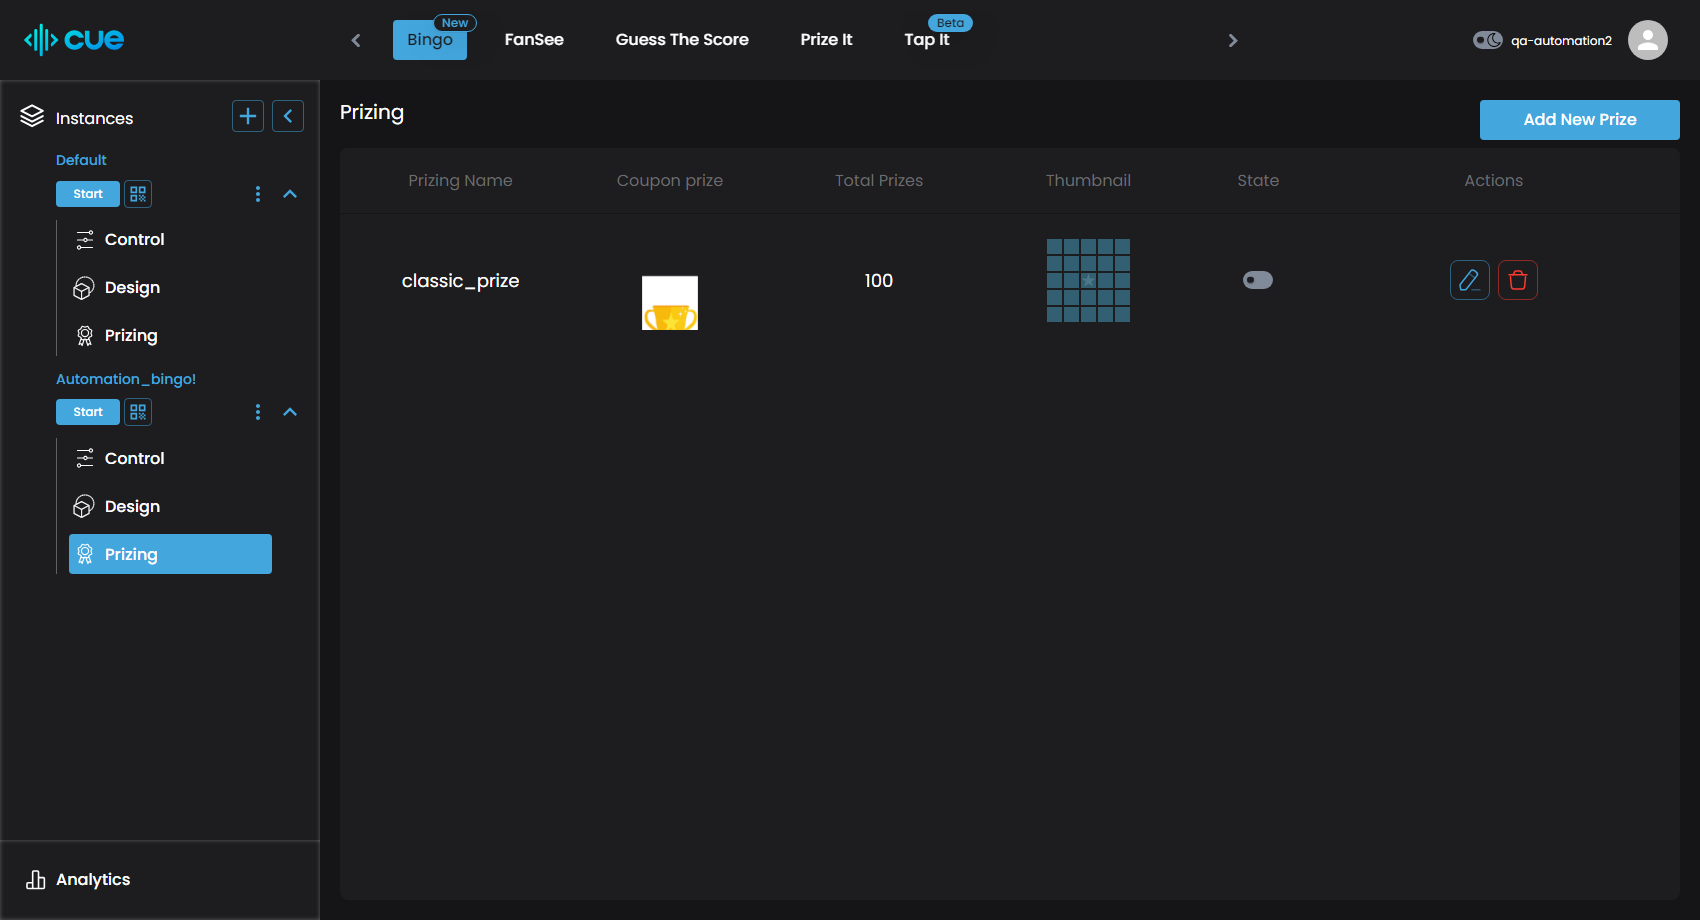 cue
Bingo
New
FanSee
Guess The Score
Prize It
Tap It
Beta
qa-automation2
Instances
Default
Start
Control
Design
Prizing
Automation_bingo!
Start
Control
Design
Prizing
Analytics
Prizing
Add New Prize
Prizing Name Coupon prize Total Prizes Thumbnail State Actions
classic_prize 100